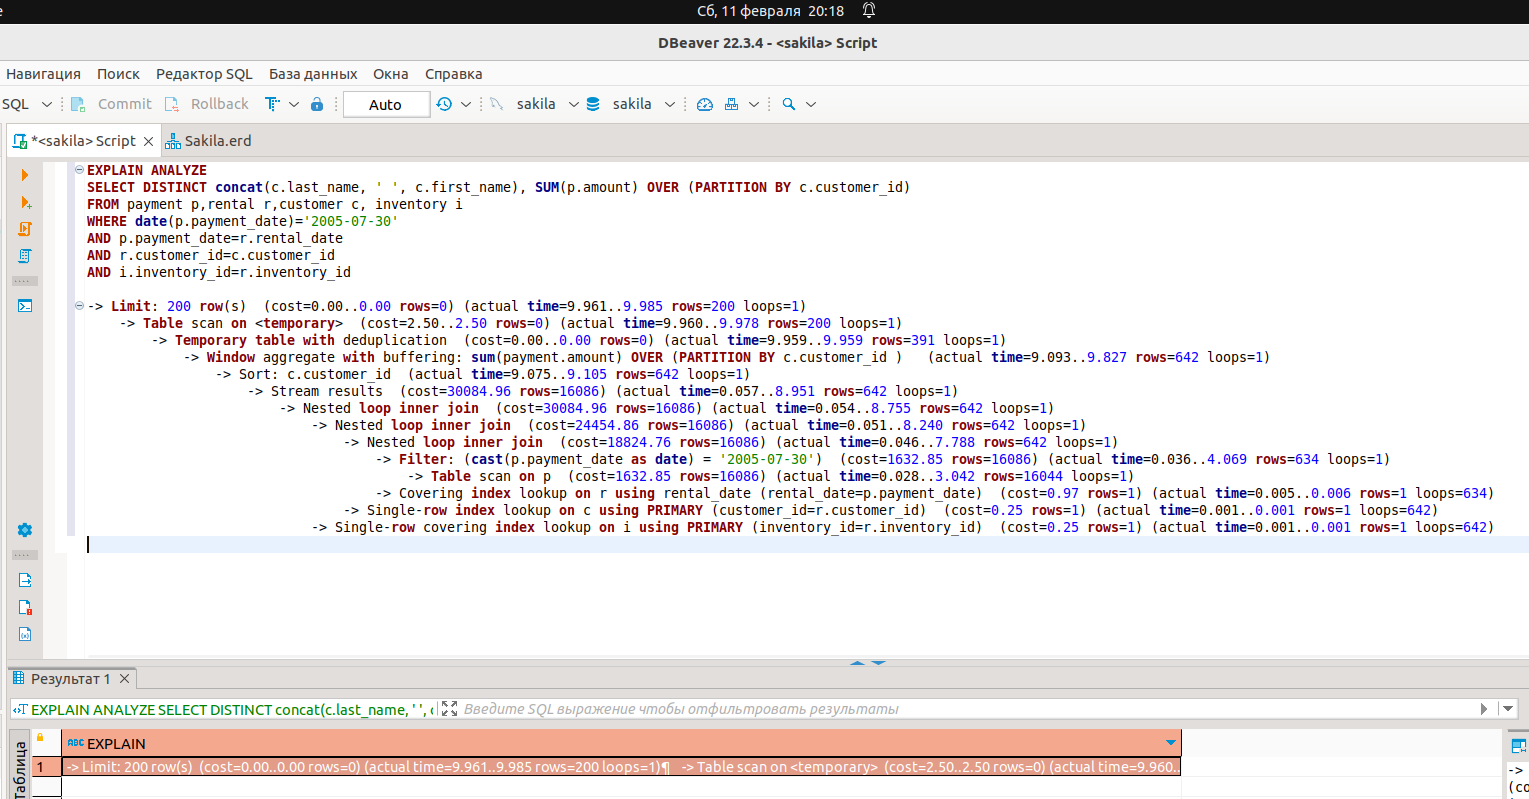 е
Сб, 11 февраля 20:18
DBeaver 22.3.4 - <sakila> Script
Навигация Поиск Редактор SQL База данных Окна Справка
SQL Commit Rollback Auto sakila sakila
*<sakila> Script Sakila.erd
EXPLAIN ANALYZE
SELECT DISTINCT concat(c.last_name, ' ', c.first_name), SUM(p.amount) OVER (PARTITION BY c.customer_id)
FROM payment p,rental r,customer c, inventory i
WHERE date(p.payment_date)='2005-07-30'
AND p.payment_date=r.rental_date
AND r.customer_id=c.customer_id
AND i.inventory_id=r.inventory_id
-> Limit: 200 row(s) (cost=0.00..0.00 rows=0) (actual time=9.961..9.985 rows=200 loops=1)
-> Table scan on <temporary> (cost=2.50..2.50 rows=0) (actual time=9.960..9.978 rows=200 loops=1)
-> Temporary table with deduplication (cost=0.00..0.00 rows=0) (actual time=9.959..9.959 rows=391 loops=1)
-> Window aggregate with buffering: sum(payment.amount) OVER (PARTITION BY c.customer_id ) (actual time=9.093..9.827 rows=642 loops=1)
-> Sort: c.customer_id (actual time=9.075..9.105 rows=642 loops=1)
-> Stream results (cost=30084.96 rows=16086) (actual time=0.057..8.951 rows=642 loops=1)
-> Nested loop inner join (cost=30084.96 rows=16086) (actual time=0.054..8.755 rows=642 loops=1)
-> Nested loop inner join (cost=24454.86 rows=16086) (actual time=0.051..8.240 rows=642 loops=1)
-> Nested loop inner join (cost=18824.76 rows=16086) (actual time=0.046..7.788 rows=642 loops=1)
-> Filter: (cast(p.payment_date as date) = '2005-07-30') (cost=1632.85 rows=16086) (actual time=0.036..4.069 rows=634 loops=1)
-> Table scan on p (cost=1632.85 rows=16086) (actual time=0.028..3.042 rows=16044 loops=1)
-> Covering index lookup on r using rental_date (rental_date=p.payment_date) (cost=0.97 rows=1) (actual time=0.005..0.006 rows=1 loops=634)
-> Single-row index lookup on c using PRIMARY (customer_id=r.customer_id) (cost=0.25 rows=1) (actual time=0.001..0.001 rows=1 loops=642)
-> Single-row covering index lookup on i using PRIMARY (inventory_id=r.inventory_id) (cost=0.25 rows=1) (actual time=0.001..0.001 rows=1 loops=642)
Результат 1
EXPLAIN ANALYZE SELECT DISTINCT concat(c.last_name, ' ', c Введите SQL выражение чтобы отфильтровать результаты
Таблица
ABC EXPLAIN
1 -> Limit: 200 row(s) (cost=0.00..0.00 rows=0) (actual time=9.961..9.985 rows=200 loops=1)¶ -> Table scan on <temporary> (cost=2.50..2.50 rows=0) (actual time=9.960..
->
(co